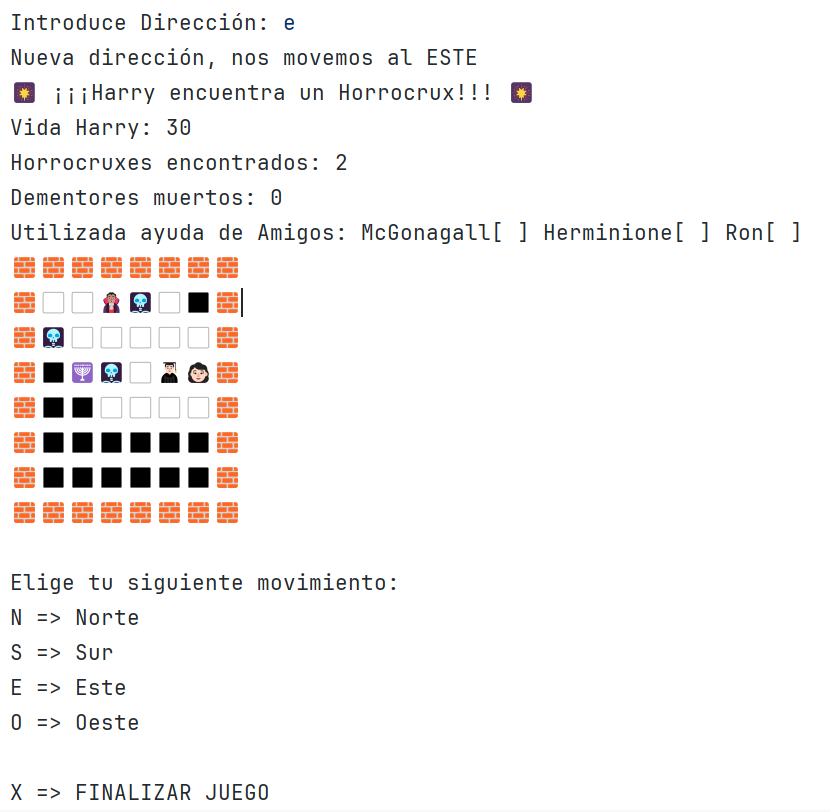 Introduce Dirección: e
Nueva dirección, nos movemos al ESTE
¡¡¡Harry encuentra un Horrocrux!!!
Vida Harry: 30
Horrocruxes encontrados: 2
Dementores muertos: 0
Utilizada ayuda de Amigos: McGonagall[ ] Herminione[ ] Ron[ ]
Elige tu siguiente movimiento:
N => Norte
S => Sur
E => Este
O => Oeste
X => FINALIZAR JUEGO